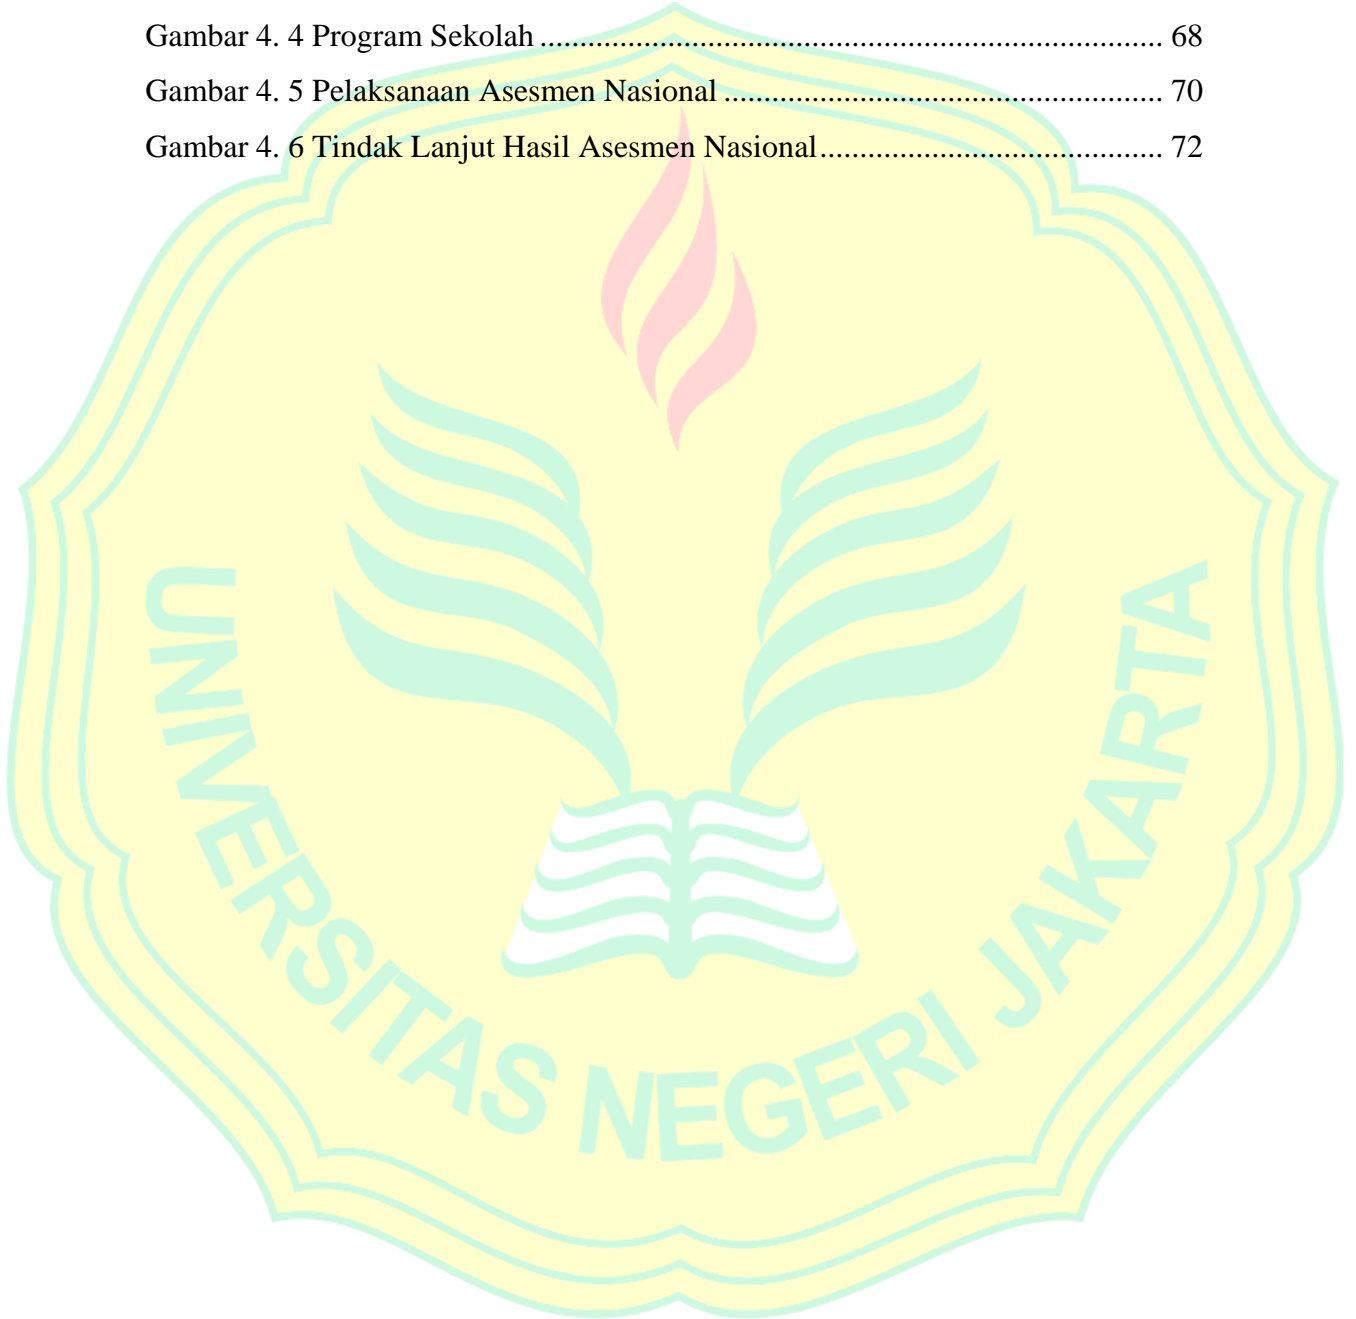 Gambar 4. 4 Program Sekolah ............................................................................. 68
Gambar 4. 5 Pelaksanaan Asesmen Nasional ...................................................... 70
Gambar 4. 6 Tindak Lanjut Hasil Asesmen Nasional.......................................... 72
UNIVERSITAS NEGERI JAKARTA